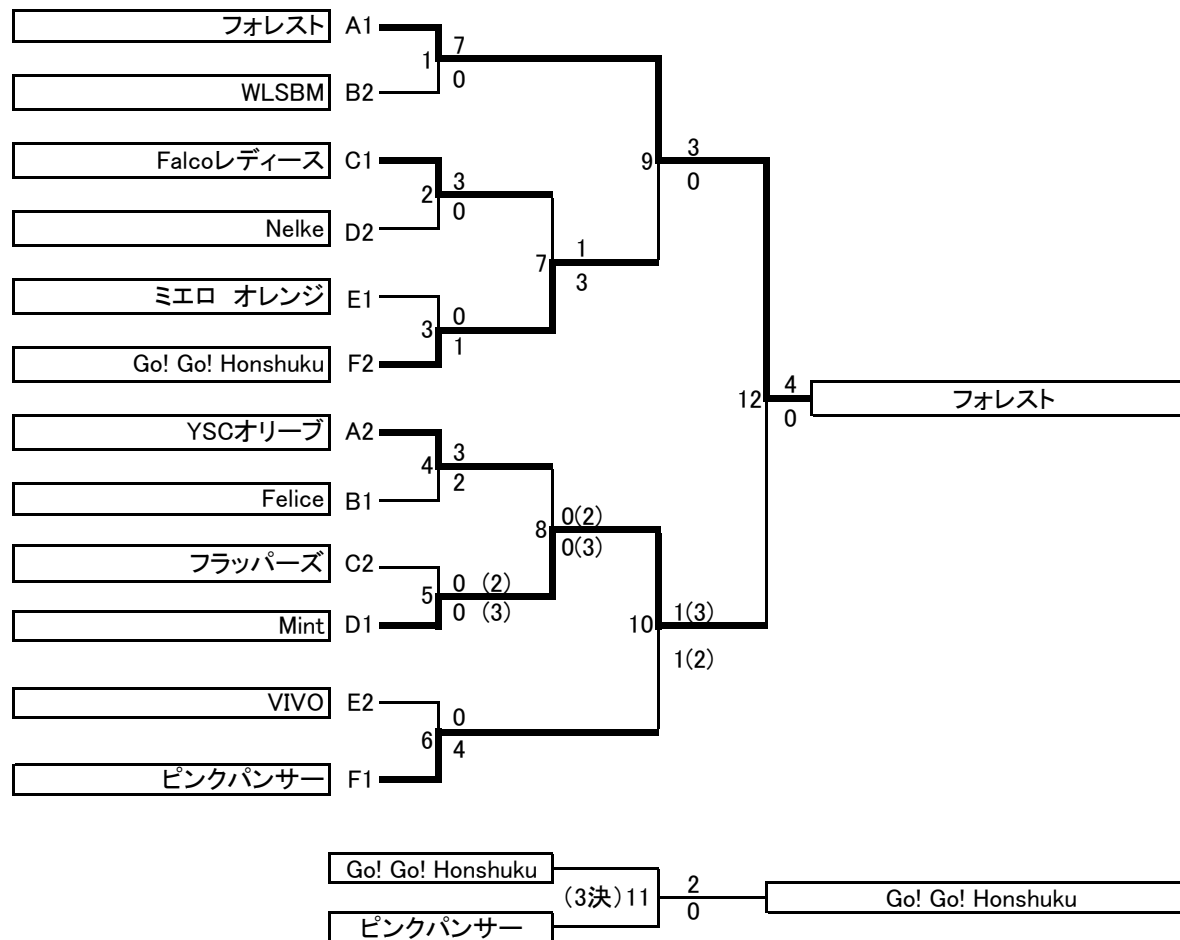 フォレスト A1
7
1
0
WLSBM B2
Falcoレディース C1
3
2
0
Nelke D2
3
9
0
1
7
3
ミエロ　オレンジ E1
0
3
1
Go! Go! Honshuku F2
4
12
0
フォレスト
YSCオリーブ A2
3
4
2
Felice B1
0(2)
8
0(3)
フラッパーズ C2
0 (2)
5
0 (3)
Mint D1
1(3)
10
1(2)
VIVO E2
0
6
4
ピンクパンサー F1
Go! Go! Honshuku
(3決)11
2
0
Go! Go! Honshuku
ピンクパンサー